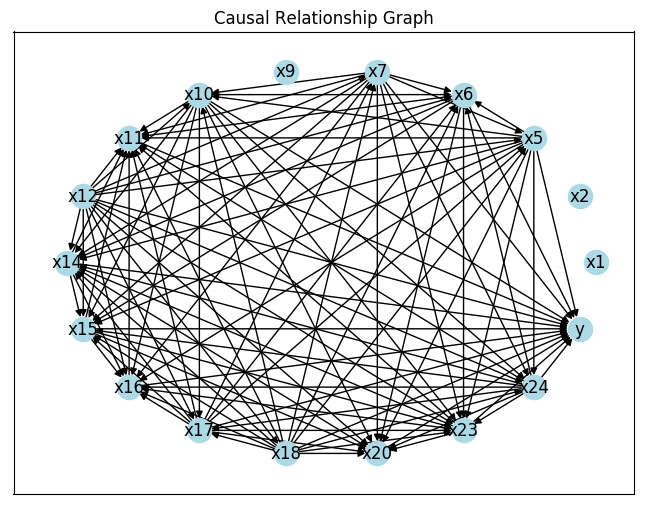 Causal Relationship Graph
x9
x7
x10
x6
x11
x5
x12
x2
x14
x1
x15
y
x16
x24
x17
x23
x18
x20